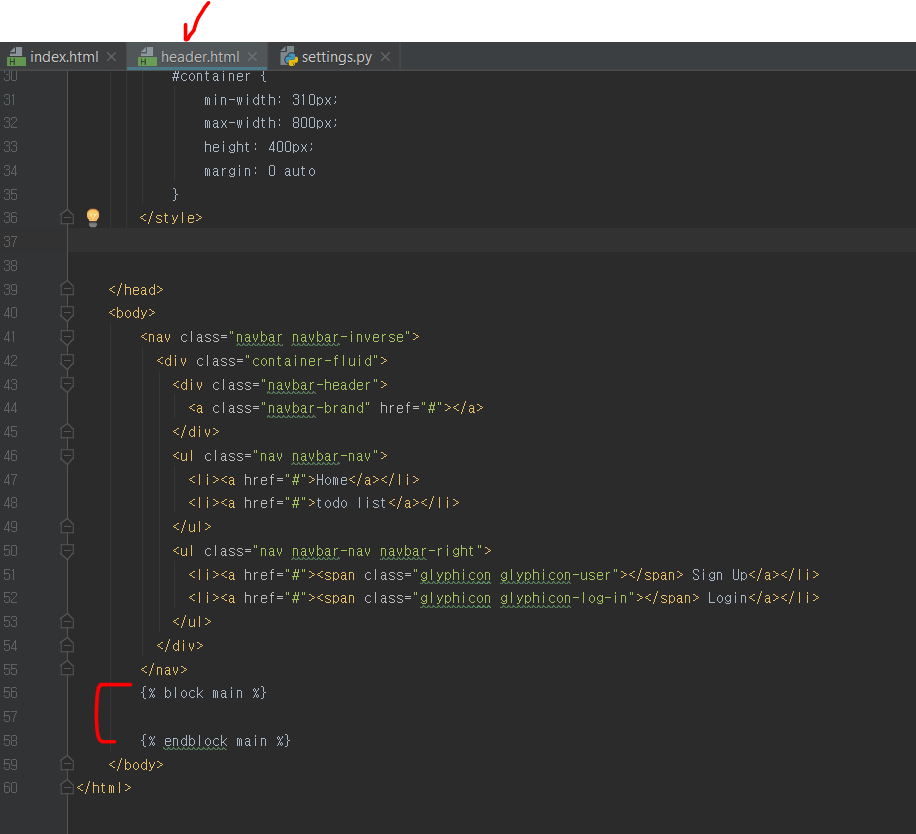 index.html header.html settings.py
30 #container {
31 min-width: 310px;
32 max-width: 800px;
33 height: 400px;
34 margin: 0 auto
35 }
36 </style>
37
38
39 </head>
40 <body>
41 <nav class="navbar navbar-inverse">
42 <div class="container-fluid">
43 <div class="navbar-header">
44 <a class="navbar-brand" href="#"></a>
45 </div>
46 <ul class="nav navbar-nav">
47 <li><a href="#">Home</a></li>
48 <li><a href="#">todo list</a></li>
49 </ul>
50 <ul class="nav navbar-nav navbar-right">
51 <li><a href="#"><span class="glyphicon glyphicon-user"></span> Sign Up</a></li>
52 <li><a href="#"><span class="glyphicon glyphicon-log-in"></span> Login</a></li>
53 </ul>
54 </div>
55 </nav>
56 {% block main %}
57
58 {% endblock main %}
59 </body>
60 </html>